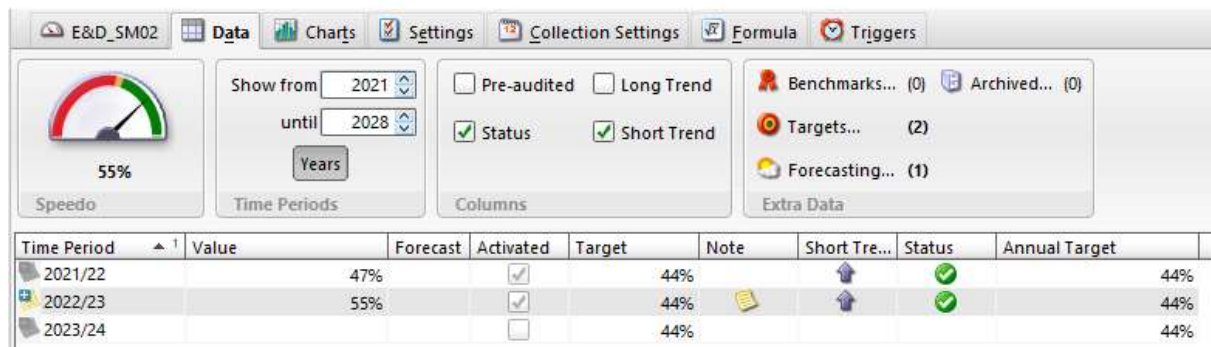 E&D_SM02 Data Charts Settings Collection Settings Formula Triggers
Show from 2021 Pre-audited Long Trend Benchmarks... (0) Archived... (0)
until 2028 Status Short Trend Targets... (2)
55% Years Forecasting... (1)
Speedo Time Periods Columns Extra Data
Time Period 1 Value Forecast Activated Target Note Short Tre... Status Annual Target
2021/22 47% 44% 44%
2022/23 55% 44% 44%
2023/24 44% 44%